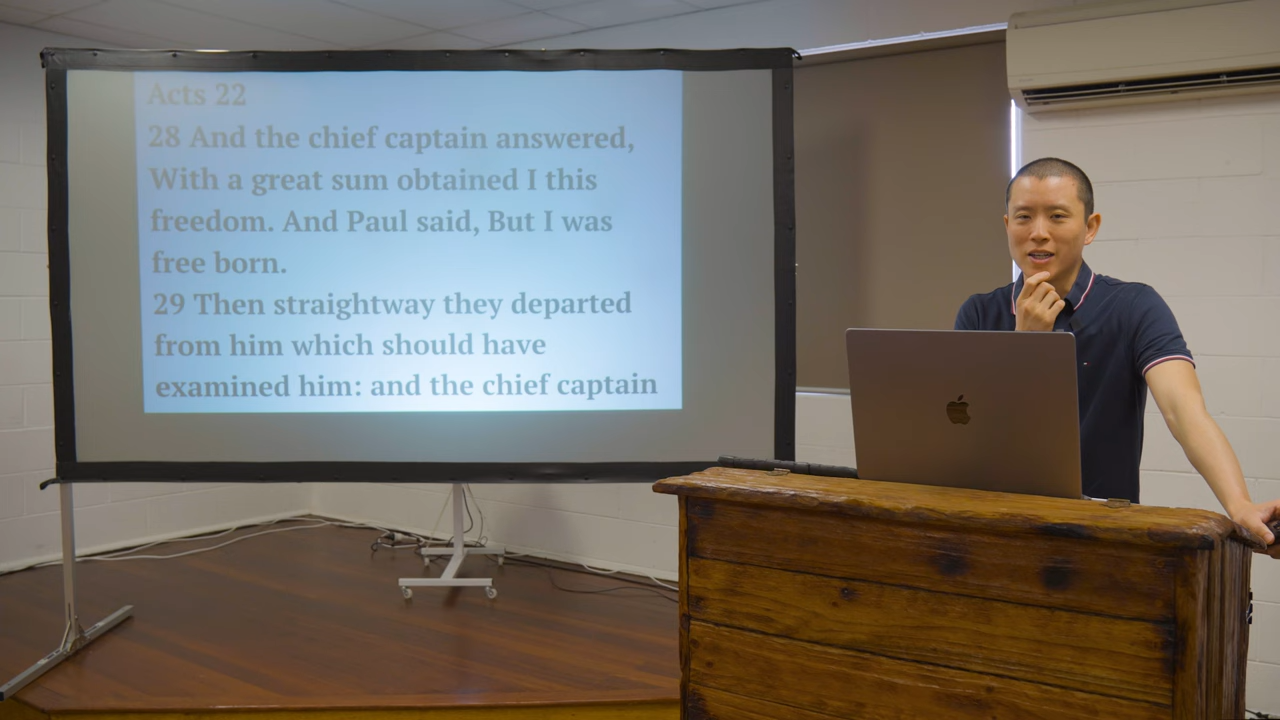 Acts 22
28 And the chief captain answered,
With a great sum obtained I this
freedom. And Paul said, But I was
free born.
29 Then straightway they departed
from him which should have
examined him: and the chief captain